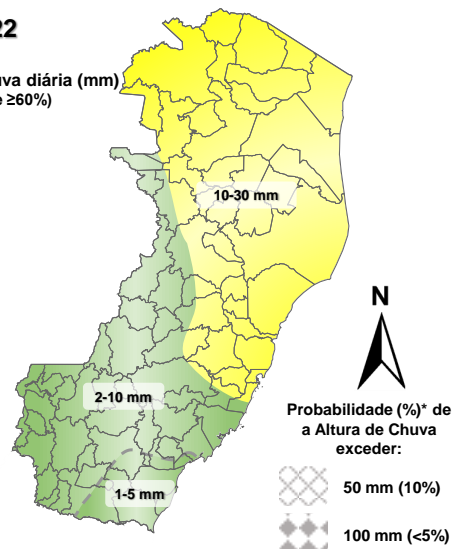 22
uva diária (mm)
e ≥60%)
10-30 mm
N
2-10 mm
Probabilidade (%)* de
a Altura de Chuva
exceder:
50 mm (10%)
1-5 mm
100 mm (<5%)